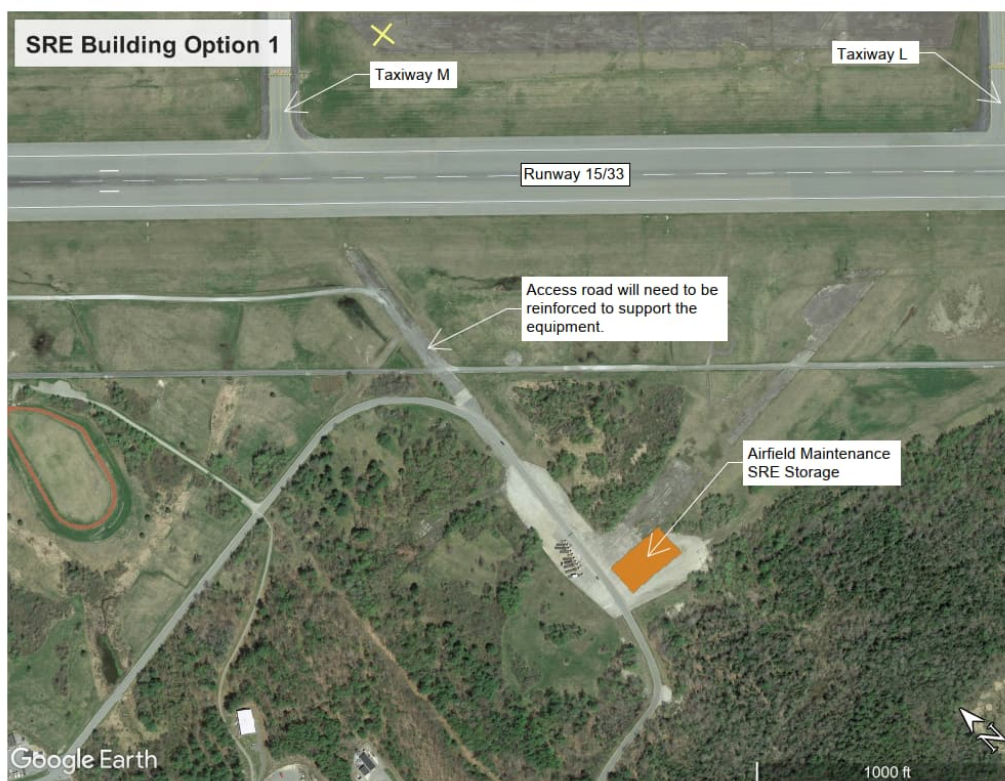 SRE Building Option 1
Taxiway M
Taxiway L
Runway 15/33
Access road will need to be
reinforced to support the
equipment.
Airfield Maintenance
SRE Storage
Google Earth
1000 ft
N